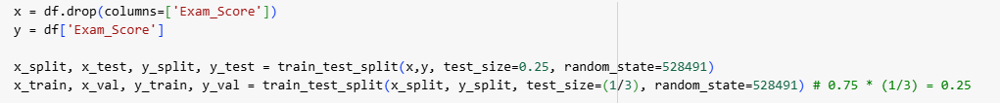 x = df.drop(columns=['Exam_Score'])
y = df['Exam_Score']
x_split, x_test, y_split, y_test = train_test_split(x,y, test_size=0.25, random_state=528491)
x_train, x_val, y_train, y_val = train_test_split(x_split, y_split, test_size=(1/3), random_state=528491) # 0.75 * (1/3) = 0.25